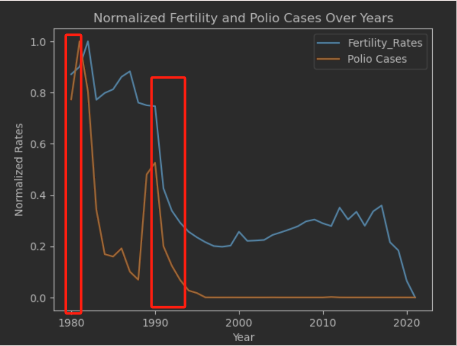 Normalized Fertility and Polio Cases Over Years
Fertility_Rates
Polio Cases
1.0
0.8
0.6
0.4
0.2
0.0
Normalized Rates
1980
1990
2000
2010
2020
Year